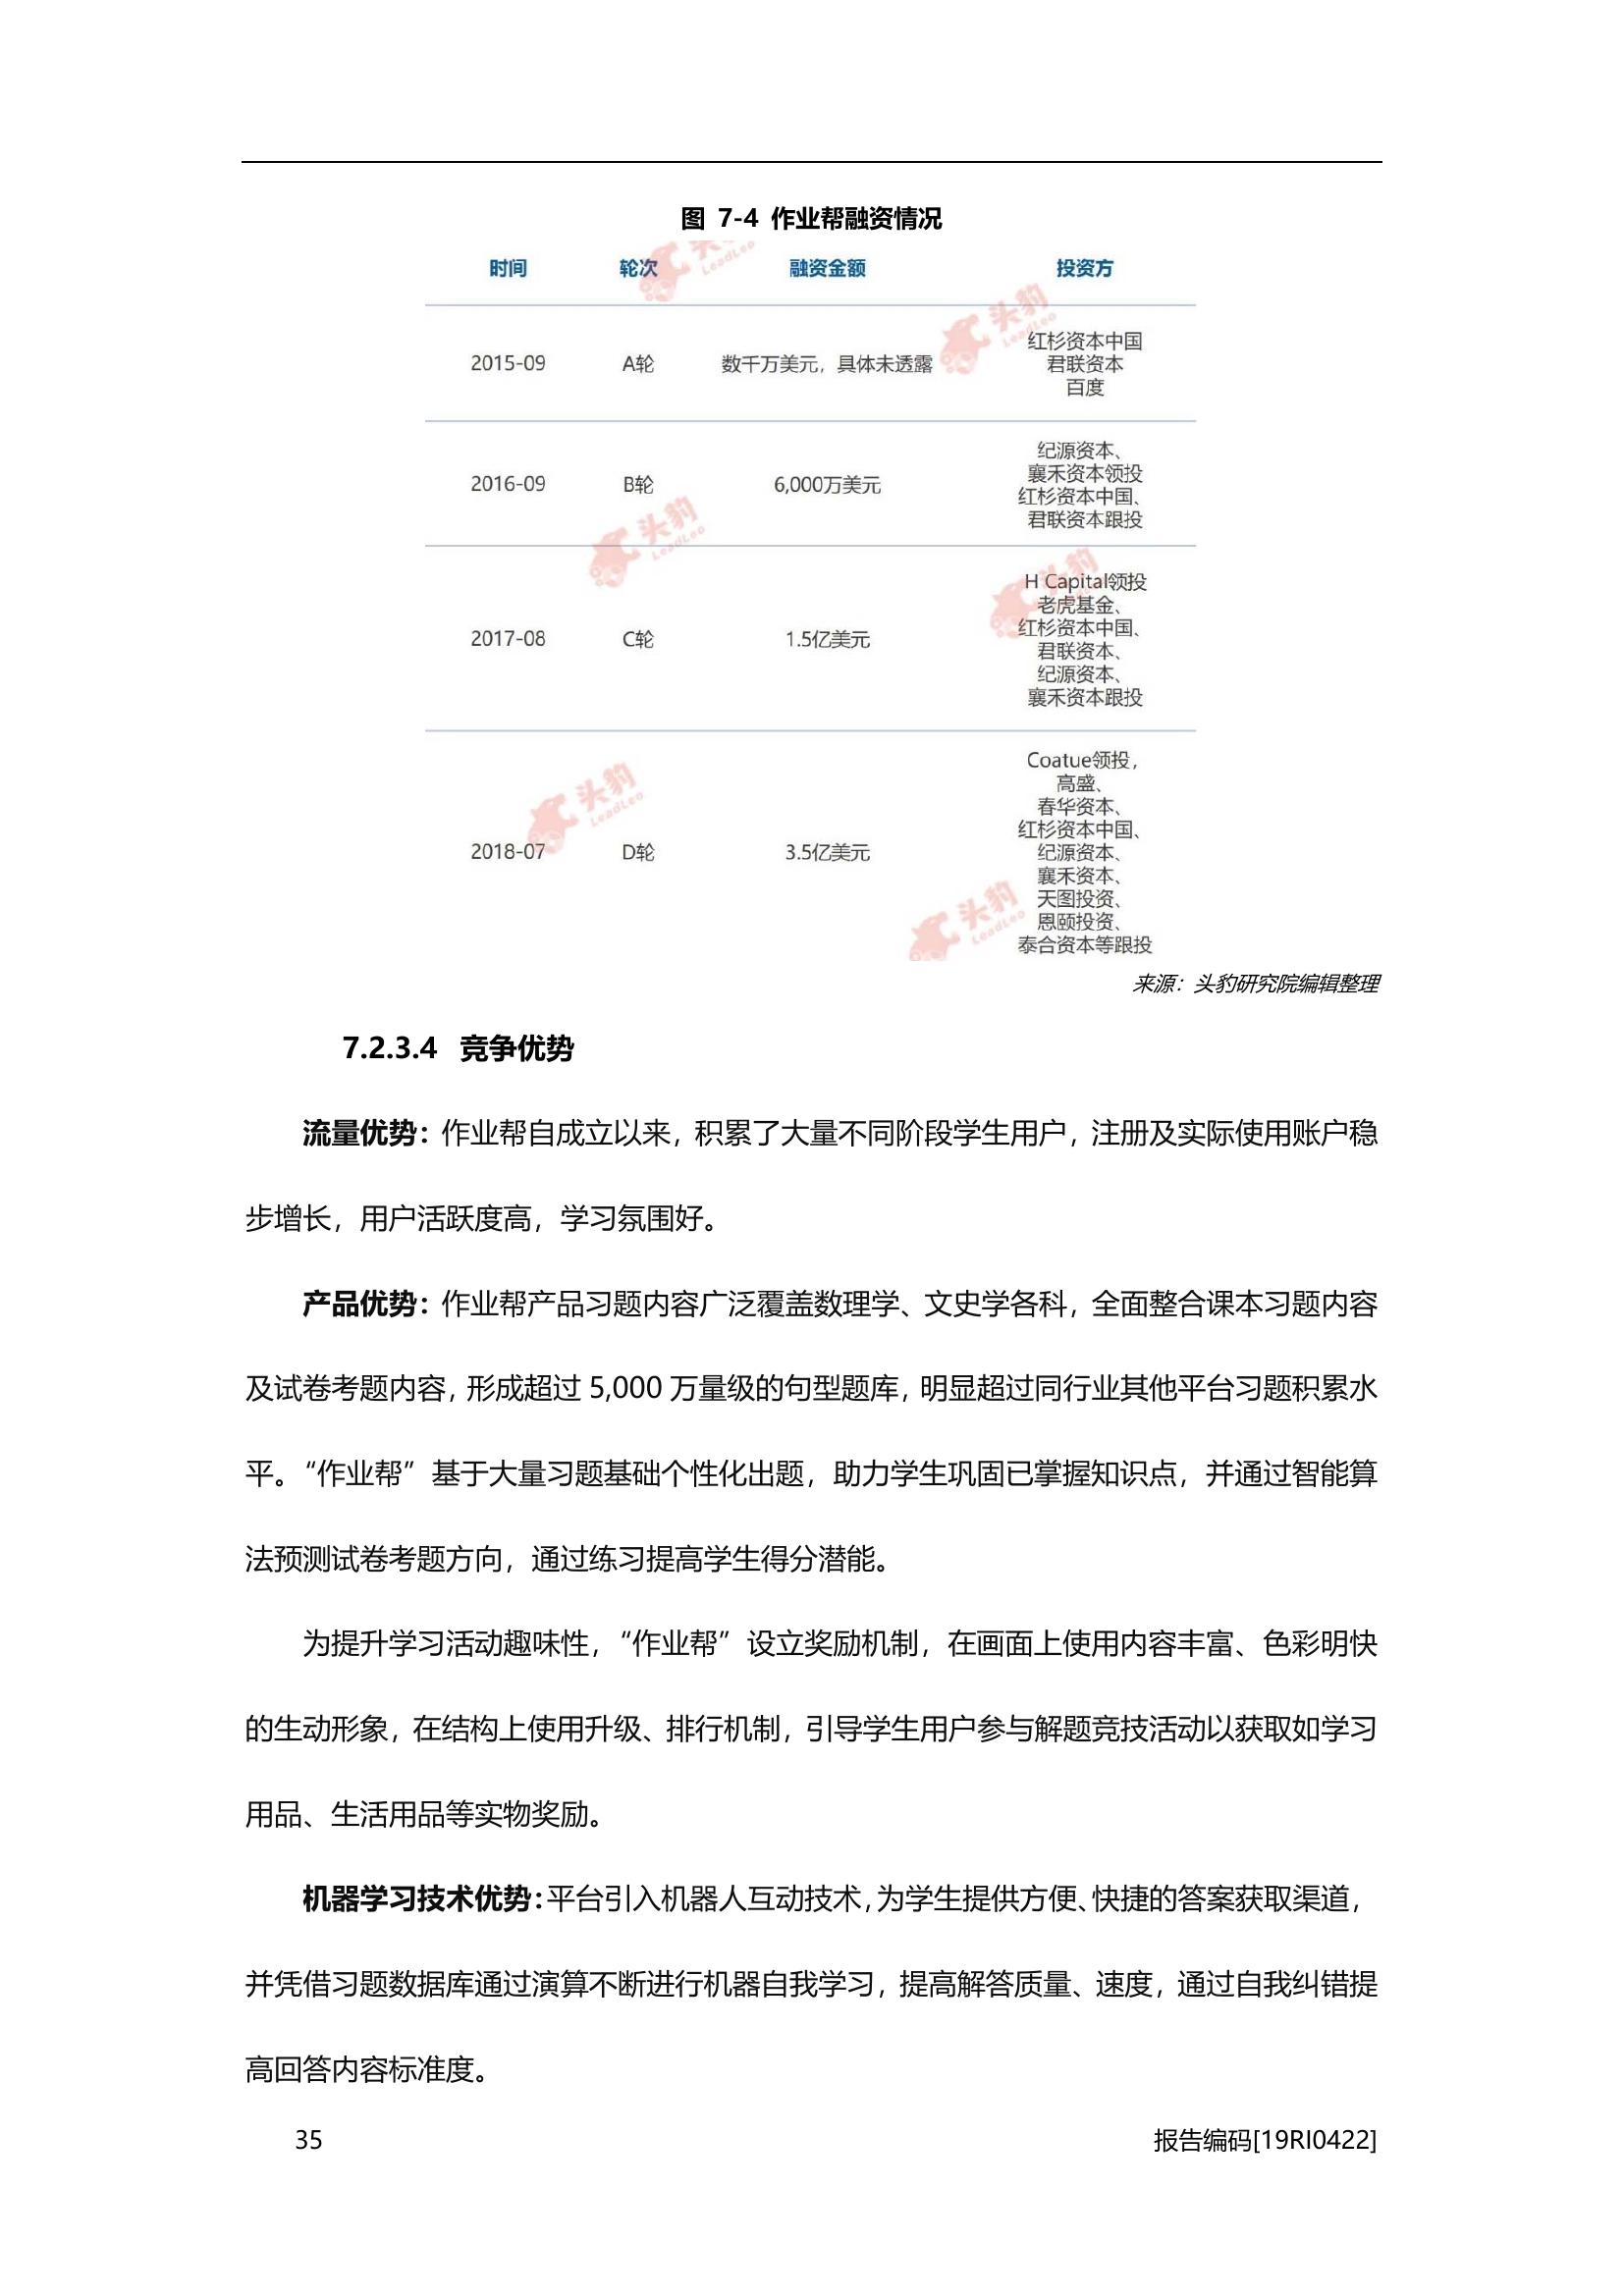 图 7-4 作业帮融资情况
时间 轮次 融资金额 投资方
2015-09 A轮 数千万美元，具体未透露 红杉资本中国
君联资本
百度
2016-09 B轮 6,000万美元 纪源资本、
襄禾资本领投
红杉资本中国、
君联资本跟投
2017-08 C轮 1.5亿美元 H Capital领投
老虎基金、
红杉资本中国、
君联资本、
纪源资本、
襄禾资本跟投
2018-07 D轮 3.5亿美元 Coatue领投，
高盛、
春华资本、
红杉资本中国、
纪源资本、
襄禾资本、
天图投资、
恩颐投资、
泰合资本等跟投
头豹 LeadLeo
头豹 LeadLeo
头豹 LeadLeo
头豹 LeadLeo
头豹 LeadLeo
头豹 LeadLeo
来源：头豹研究院编辑整理
7.2.3.4 竞争优势
流量优势：作业帮自成立以来，积累了大量不同阶段学生用户，注册及实际使用账户稳
步增长，用户活跃度高，学习氛围好。
产品优势：作业帮产品习题内容广泛覆盖数理学、文史学各科，全面整合课本习题内容
及试卷考题内容，形成超过 5,000 万量级的句型题库，明显超过同行业其他平台习题积累水
平。“作业帮”基于大量习题基础个性化出题，助力学生巩固已掌握知识点，并通过智能算
法预测试卷考题方向，通过练习提高学生得分潜能。
为提升学习活动趣味性，“作业帮”设立奖励机制，在画面上使用内容丰富、色彩明快
的生动形象，在结构上使用升级、排行机制，引导学生用户参与解题竞技活动以获取如学习
用品、生活用品等实物奖励。
机器学习技术优势：平台引入机器人互动技术，为学生提供方便、快捷的答案获取渠道，
并凭借习题数据库通过演算不断进行机器自我学习，提高解答质量、速度，通过自我纠错提
高回答内容标准度。
35 报告编码[19RI0422]